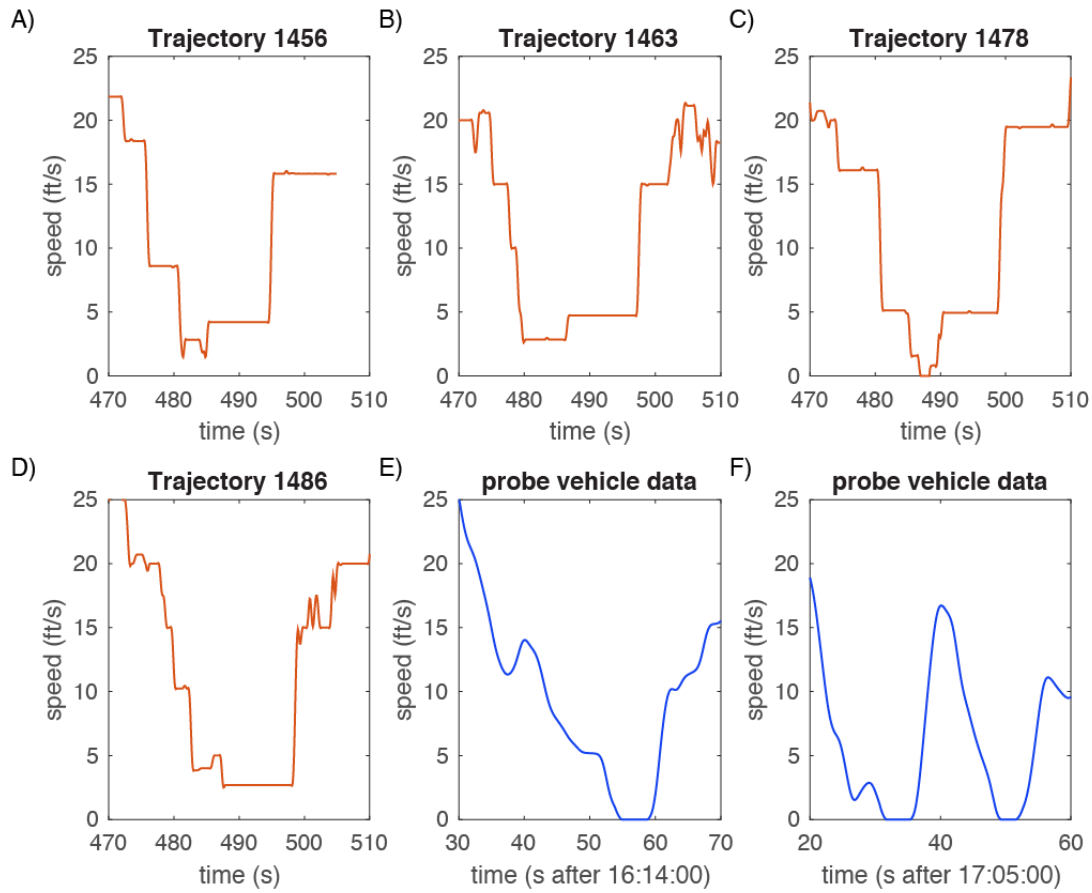 A)
Trajectory 1456
25
20
15
10
5
0
speed (ft/s)
470 480 490 500 510
time (s)
B)
Trajectory 1463
25
20
15
10
5
0
speed (ft/s)
470 480 490 500 510
time (s)
C)
Trajectory 1478
25
20
15
10
5
0
speed (ft/s)
470 480 490 500 510
time (s)
D)
Trajectory 1486
25
20
15
10
5
0
speed (ft/s)
470 480 490 500 510
time (s)
E)
probe vehicle data
25
20
15
10
5
0
speed (ft/s)
30 40 50 60 70
time (s after 16:14:00)
F)
probe vehicle data
25
20
15
10
5
0
speed (ft/s)
20 40 60
time (s after 17:05:00)